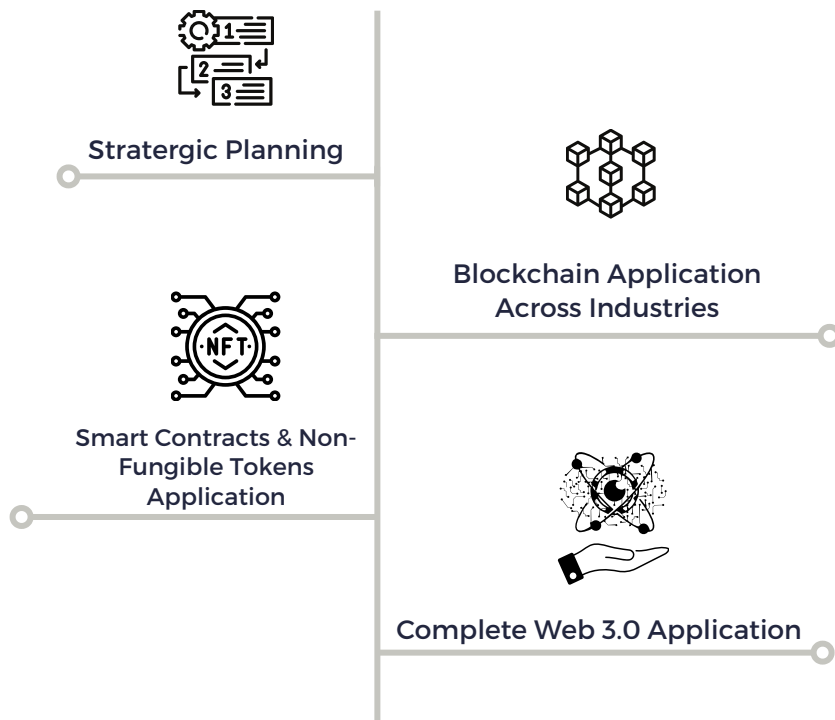 1
2
3
Stratergic Planning
Blockchain Application
Across Industries
NFT
Smart Contracts & Non-
Fungible Tokens
Application
Complete Web 3.0 Application